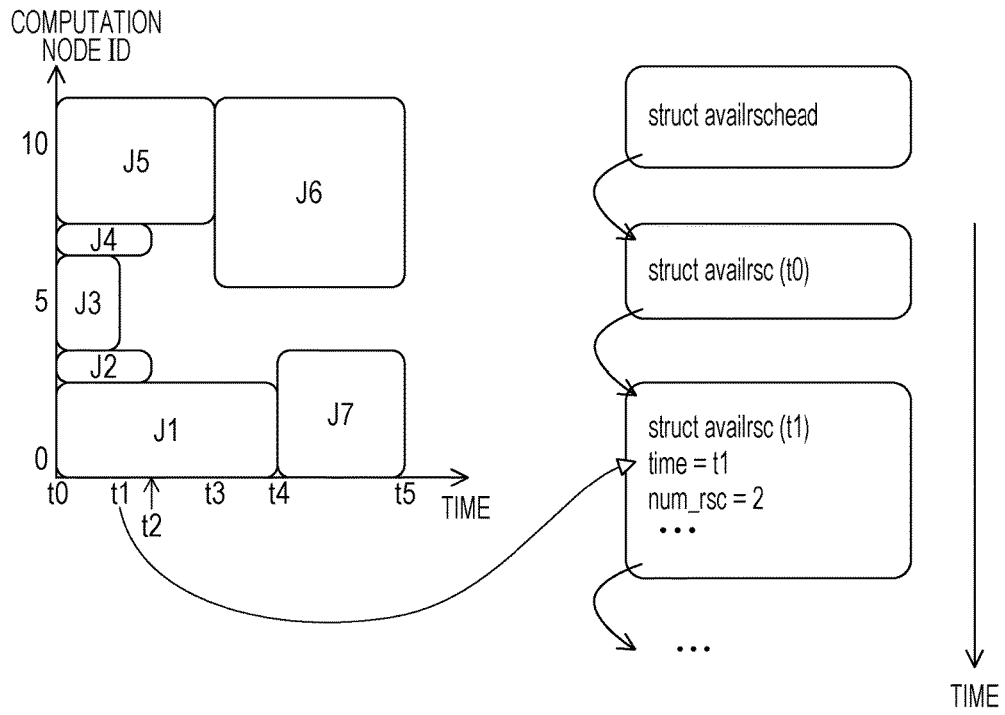 COMPUTATION
NODE ID
10
5
0
J5
J6
J4
J3
J2
J1
J7
t0
t1
t2
t3
t4
t5
TIME
struct availrschead
struct availrsc (t0)
struct availrsc (t1)
time = t1
num_rsc = 2
...
...
TIME